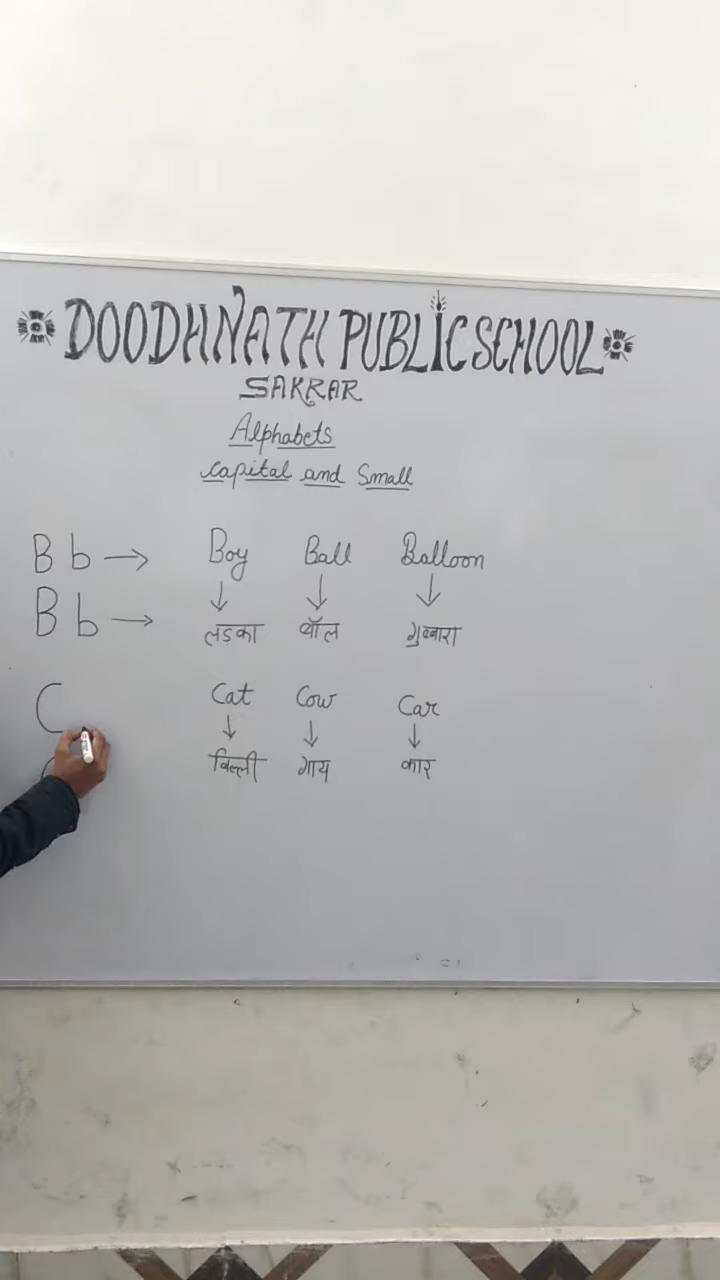 DOODHNATH PUBLIC SCHOOL
SAKRAR
Alphabets
Capital and Small
B b → Boy Ball Balloon
↓ ↓ ↓
B b → लड़का बॉल गुब्बारा
C Cat Cow Car
↓ ↓ ↓
बिल्ली गाय कार